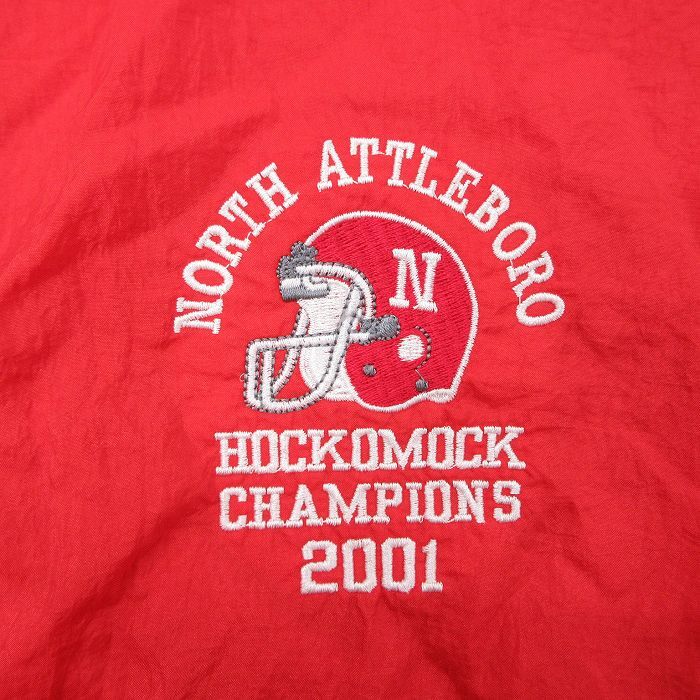 NORTH ATTLEBORO
N
HOCKOMOCK
CHAMPIONS
2001